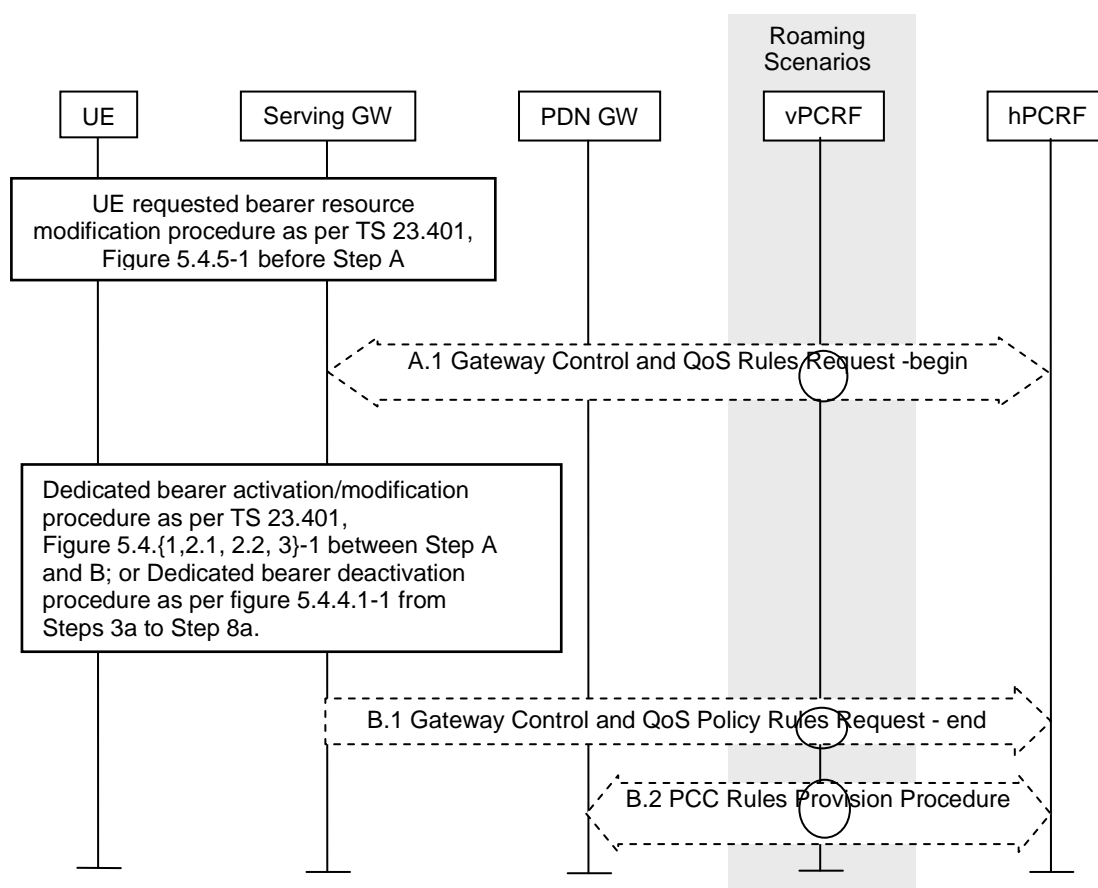 Roaming
Scenarios
UE
Serving GW
PDN GW
vPCRF
hPCRF
UE requested bearer resource
modification procedure as per TS 23.401,
Figure 5.4.5-1 before Step A
A.1 Gateway Control and QoS Rules Request -begin
Dedicated bearer activation/modification
procedure as per TS 23.401,
Figure 5.4.{1,2.1, 2.2, 3}-1 between Step A
and B; or Dedicated bearer deactivation
procedure as per figure 5.4.4.1-1 from
Steps 3a to Step 8a.
B.1 Gateway Control and QoS Policy Rules Request - end
B.2 PCC Rules Provision Procedure